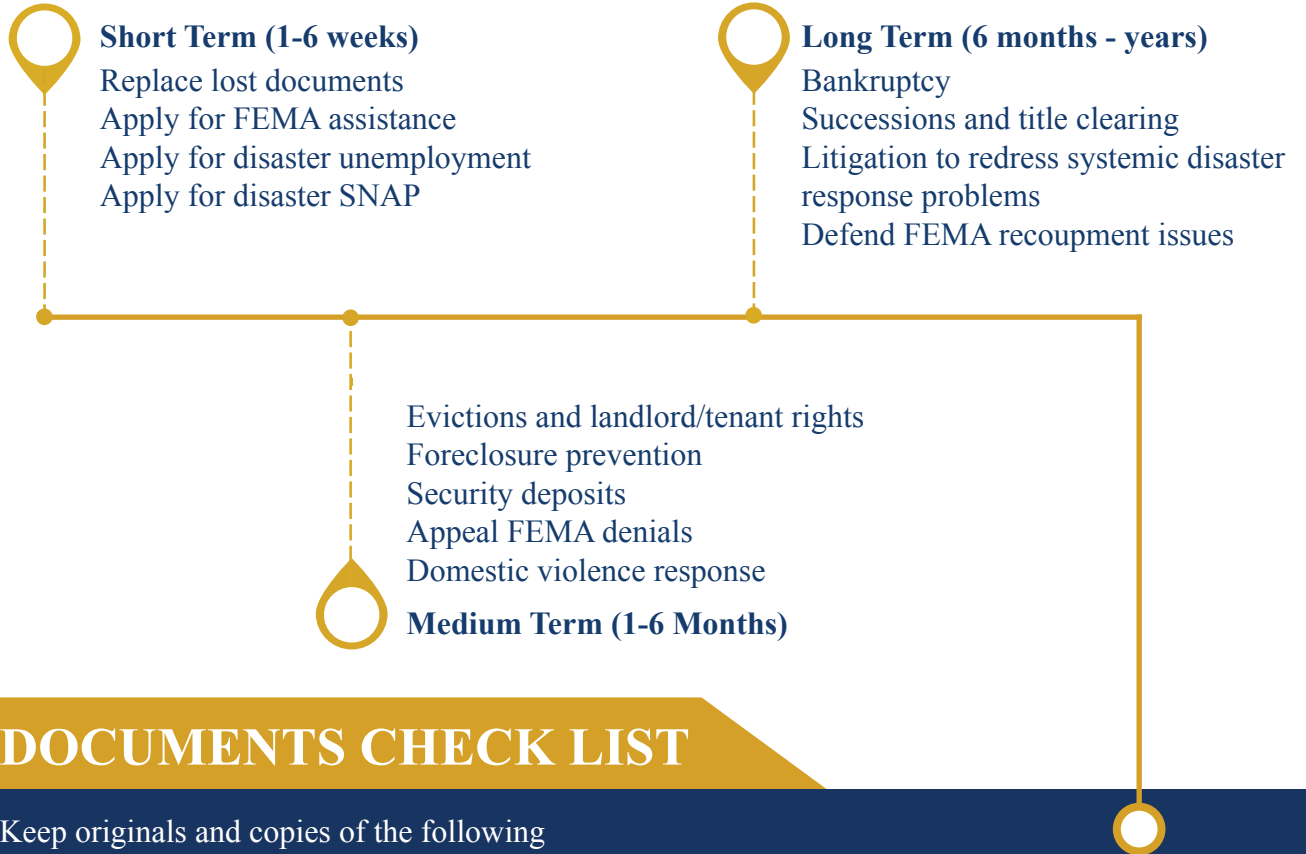 Short Term (1-6 weeks)
Replace lost documents
Apply for FEMA assistance
Apply for disaster unemployment
Apply for disaster SNAP
Long Term (6 months - years)
Bankruptcy
Successions and title clearing
Litigation to redress systemic disaster
response problems
Defend FEMA recoupment issues
Evictions and landlord/tenant rights
Foreclosure prevention
Security deposits
Appeal FEMA denials
Domestic violence response
Medium Term (1-6 Months)
DOCUMENTS CHECK LIST
Keep originals and copies of the following